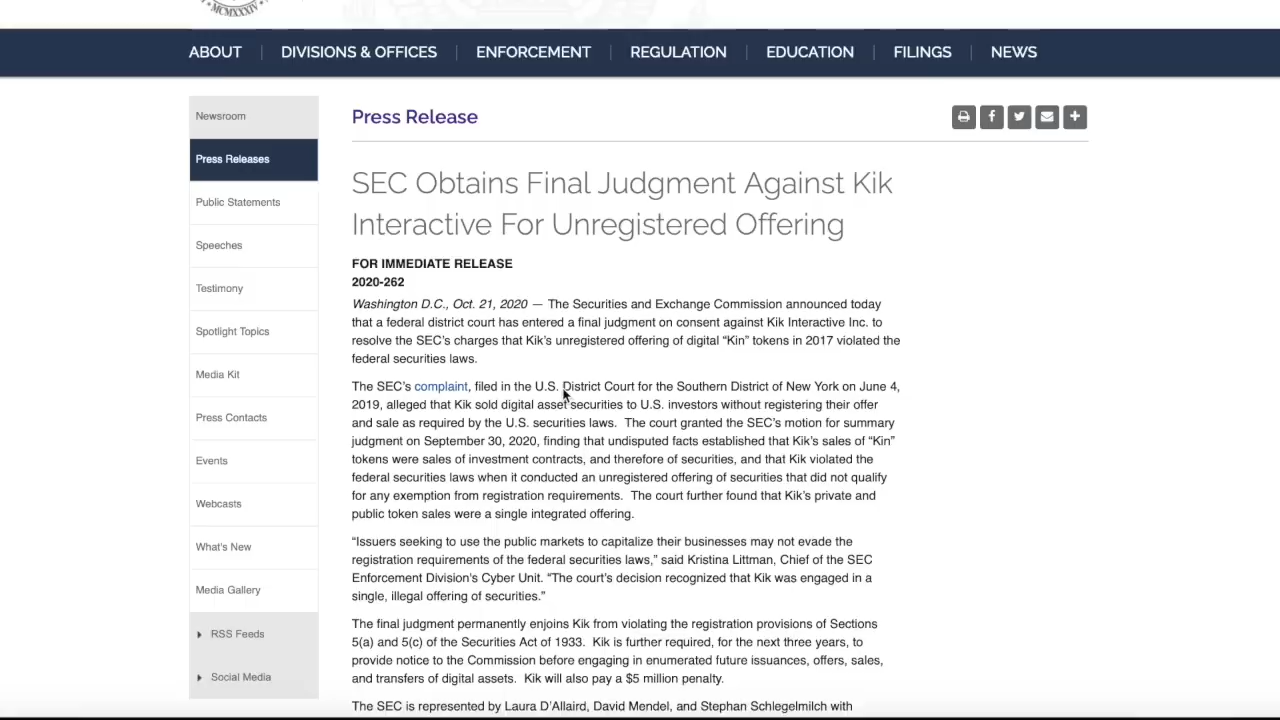 MCMXXXIV
ABOUT
DIVISIONS & OFFICES
ENFORCEMENT
REGULATION
EDUCATION
FILINGS
NEWS
Newsroom
Press Releases
Public Statements
Speeches
Testimony
Spotlight Topics
Media Kit
Press Contacts
Events
Webcasts
What's New
Media Gallery
RSS Feeds
Social Media
Press Release
SEC Obtains Final Judgment Against Kik
Interactive For Unregistered Offering
FOR IMMEDIATE RELEASE
2020-262
Washington D.C., Oct. 21, 2020 — The Securities and Exchange Commission announced today
that a federal district court has entered a final judgment on consent against Kik Interactive Inc. to
resolve the SEC's charges that Kik's unregistered offering of digital “Kin” tokens in 2017 violated the
federal securities laws.
The SEC's complaint, filed in the U.S. District Court for the Southern District of New York on June 4,
2019, alleged that Kik sold digital asset securities to U.S. investors without registering their offer
and sale as required by the U.S. securities laws.  The court granted the SEC's motion for summary
judgment on September 30, 2020, finding that undisputed facts established that Kik's sales of “Kin”
tokens were sales of investment contracts, and therefore of securities, and that Kik violated the
federal securities laws when it conducted an unregistered offering of securities that did not qualify
for any exemption from registration requirements.  The court further found that Kik's private and
public token sales were a single integrated offering.
“Issuers seeking to use the public markets to capitalize their businesses may not evade the
registration requirements of the federal securities laws,” said Kristina Littman, Chief of the SEC
Enforcement Division's Cyber Unit. “The court's decision recognized that Kik was engaged in a
single, illegal offering of securities.”
The final judgment permanently enjoins Kik from violating the registration provisions of Sections
5(a) and 5(c) of the Securities Act of 1933.  Kik is further required, for the next three years, to
provide notice to the Commission before engaging in enumerated future issuances, offers, sales,
and transfers of digital assets.  Kik will also pay a $5 million penalty.
The SEC is represented by Laura D'Allaird, David Mendel, and Stephan Schlegelmilch with